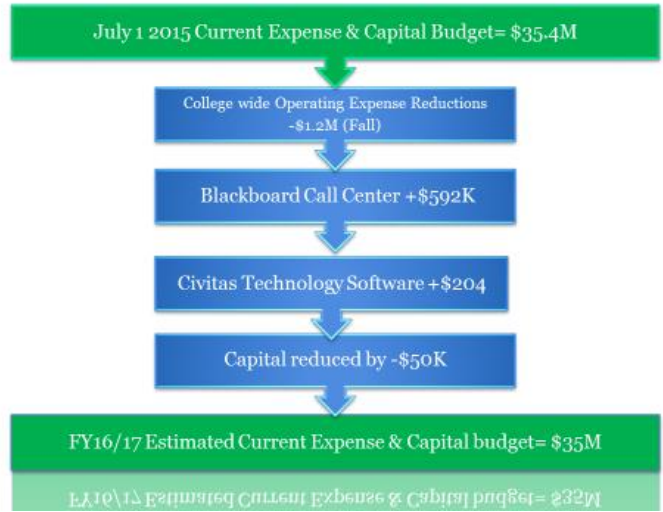 July 1 2015 Current Expense & Capital Budget= $35.4M
College wide Operating Expense Reductions
-$1.2M (Fall)
Blackboard Call Center +$592K
Civitas Technology Software +$204
Capital reduced by -$50K
FY16/17 Estimated Current Expense & Capital budget= $35M